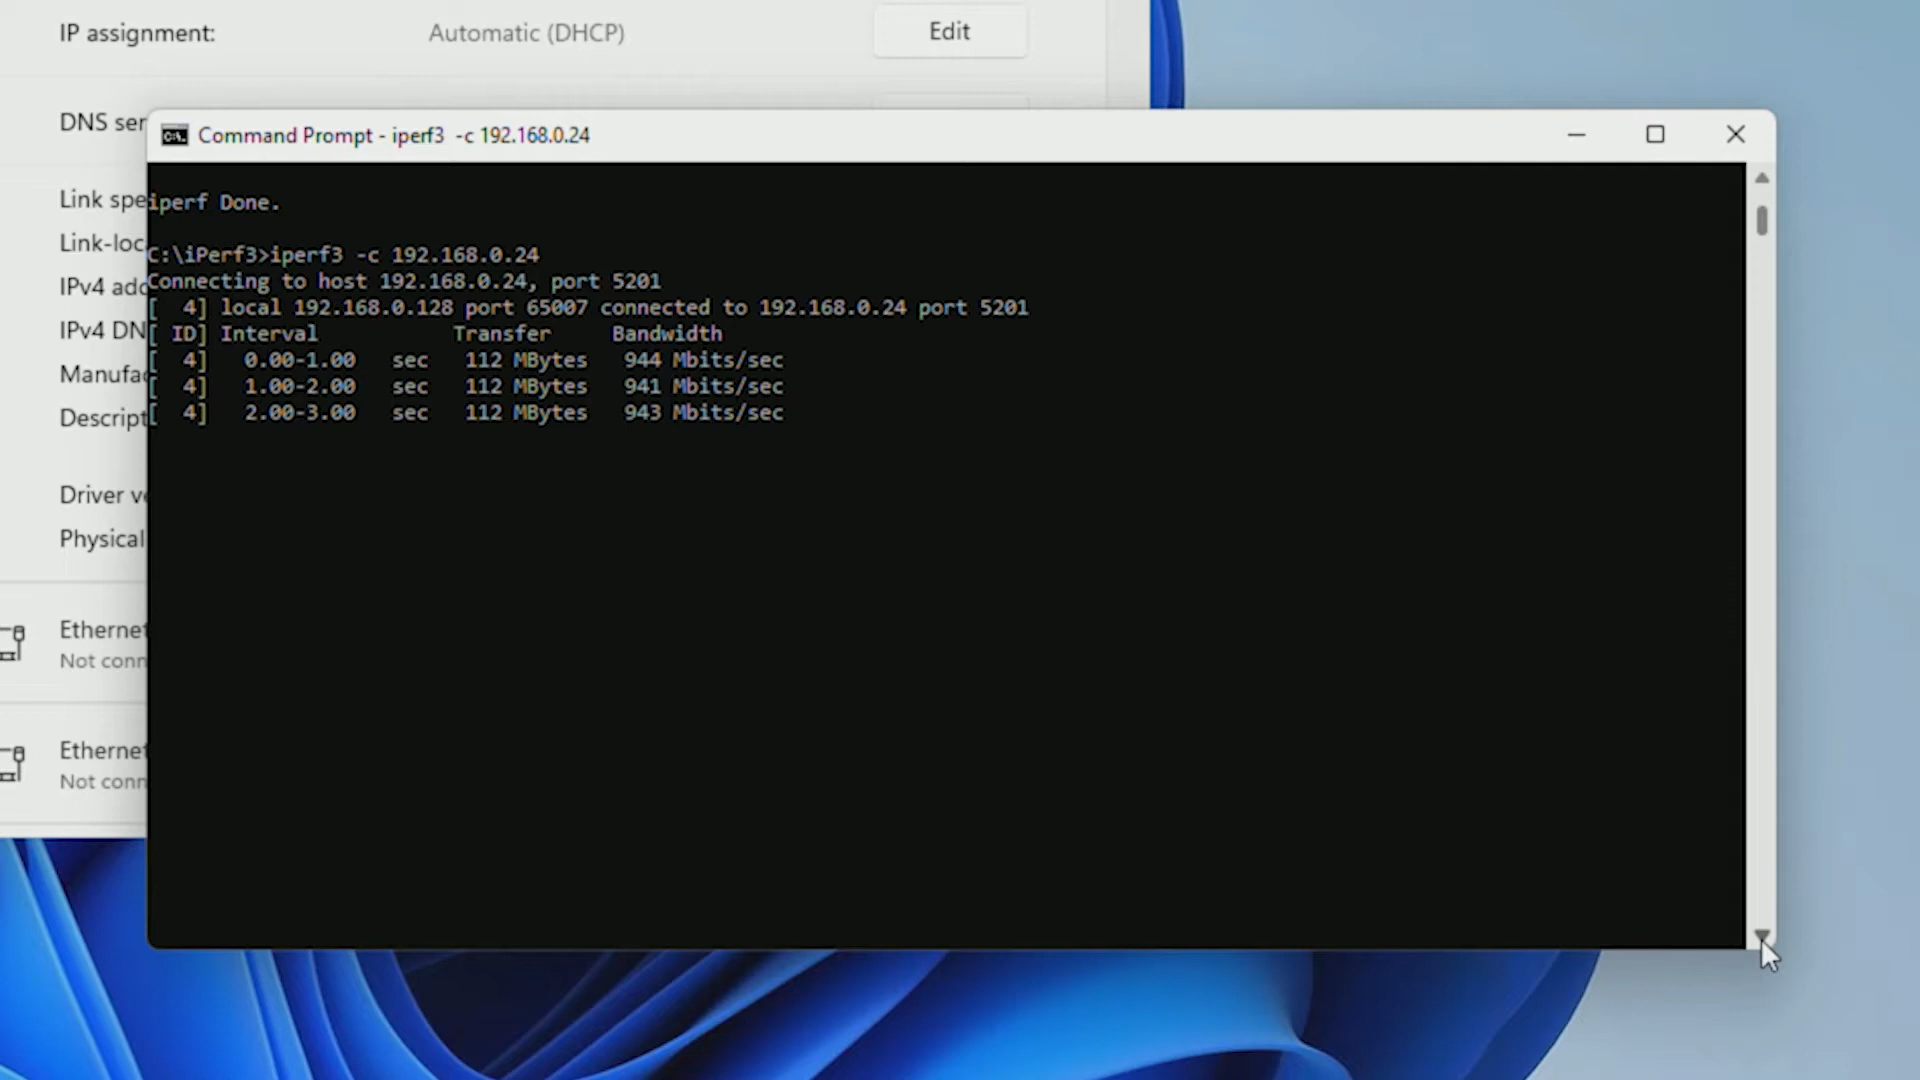 IP assignment:
Automatic (DHCP)
Edit
DNS ser
Command Prompt - iperf3  -c 192.168.0.24
Link spe
Link-loc
IPv4 add
IPv4 DN
Manufac
Descript
Driver ve
Physical
Ethernet
Not conn
Ethernet
Not conn
iperf Done.
C:\iPerf3>iperf3 -c 192.168.0.24
Connecting to host 192.168.0.24, port 5201
[  4] local 192.168.0.128 port 65007 connected to 192.168.0.24 port 5201
[ ID] Interval           Transfer     Bandwidth
[  4]   0.00-1.00   sec   112 MBytes   944 Mbits/sec
[  4]   1.00-2.00   sec   112 MBytes   941 Mbits/sec
[  4]   2.00-3.00   sec   112 MBytes   943 Mbits/sec